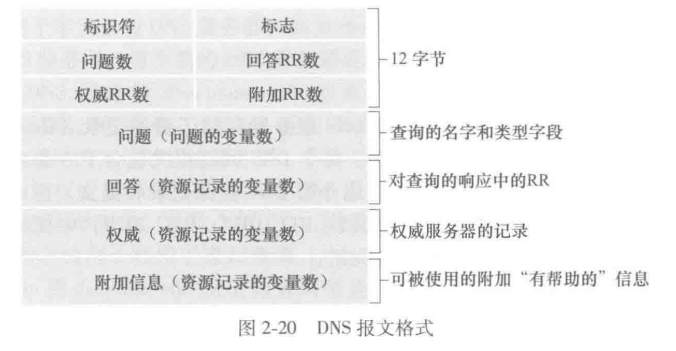 标识符 标志
问题数 回答RR数 12字节
权威RR数 附加RR数
问题（问题的变量数） 查询的名字和类型字段
回答（资源记录的变量数） 对查询的响应中的RR
权威（资源记录的变量数） 权威服务器的记录
附加信息（资源记录的变量数） 可被使用的附加“有帮助的”信息
图 2-20 DNS 报文格式